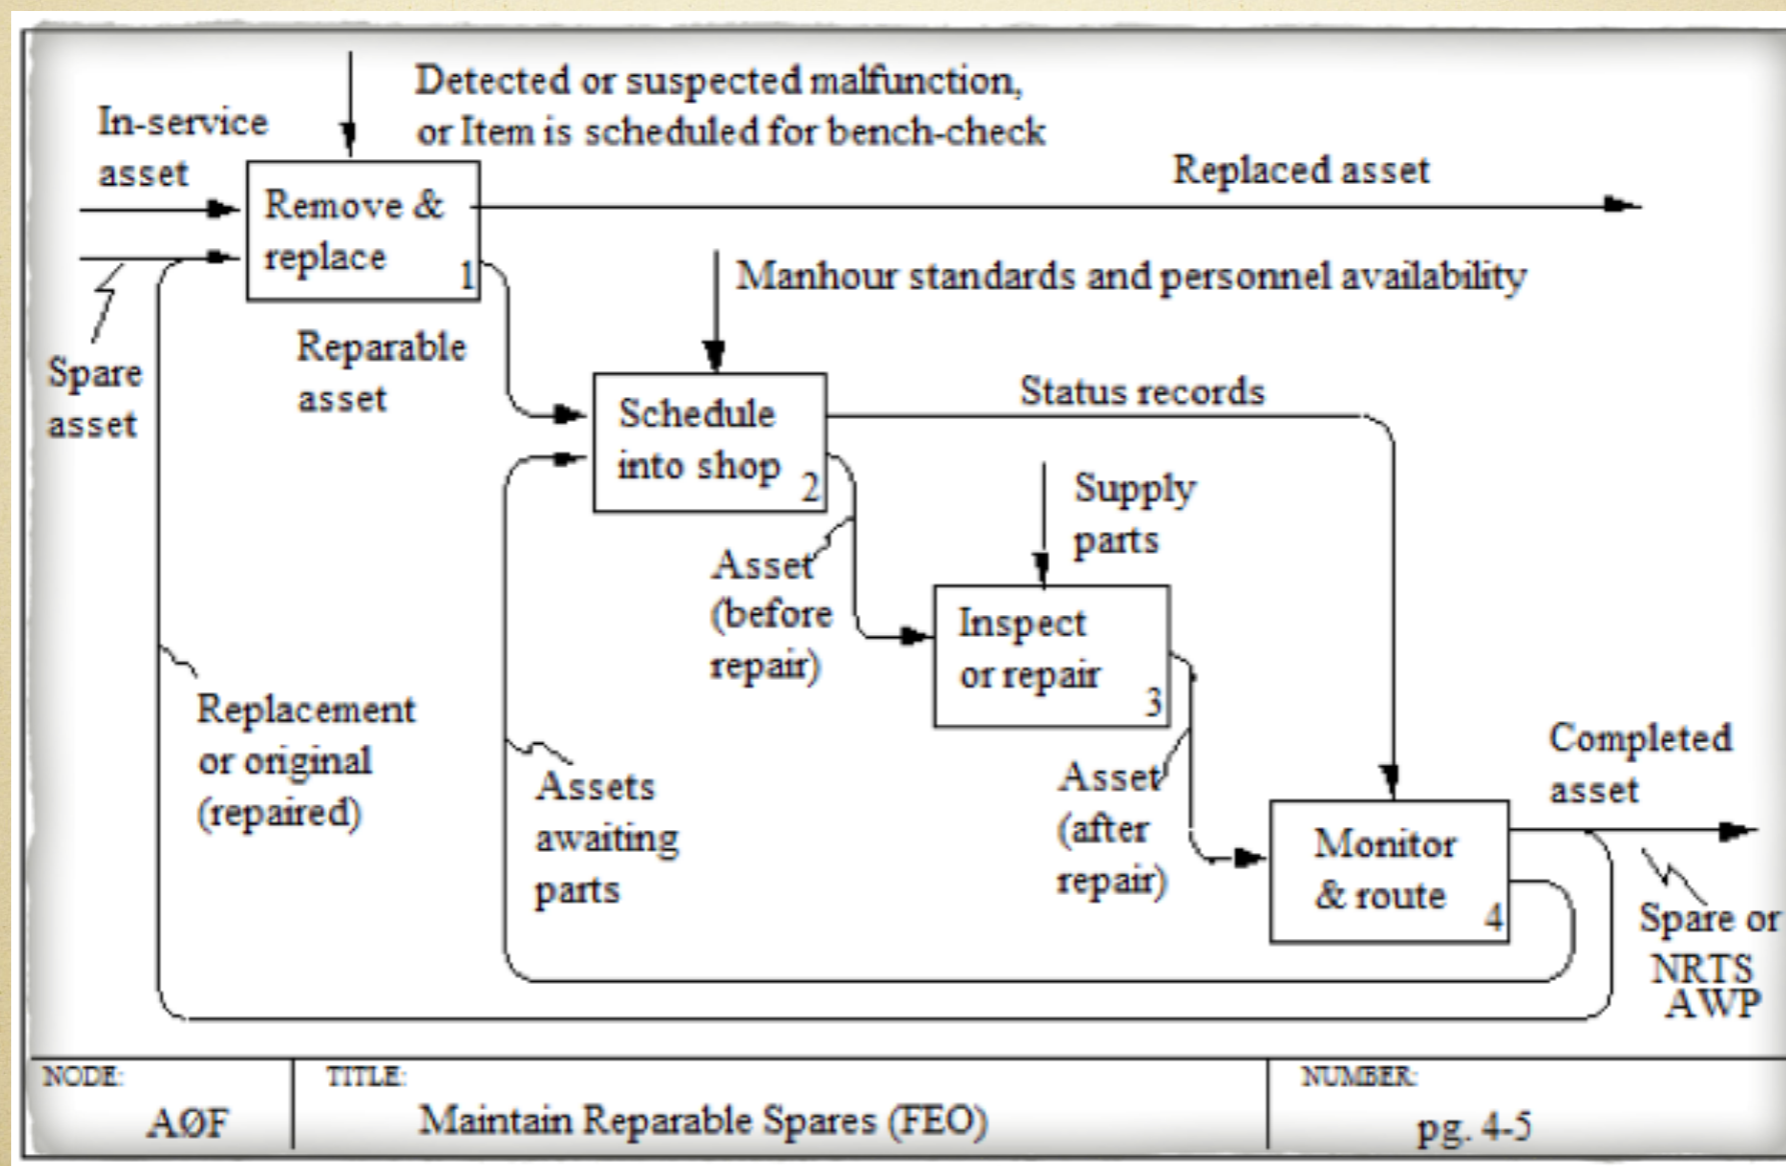 Detected or suspected malfunction,
or Item is scheduled for bench-check
In-service
asset
Remove &
replace
1
Replaced asset
Spare
asset
Reparable
asset
Manhour standards and personnel availability
Schedule
into shop
2
Status records
Supply
parts
Asset
(before
repair)
Inspect
or repair
3
Replacement
or original
(repaired)
Assets
awaiting
parts
Asset
(after
repair)
Monitor
& route
4
Completed
asset
Spare or
NRTS
AWP
NODE:
AØF
TITLE:
Maintain Reparable Spares (FEO)
NUMBER:
pg. 4-5